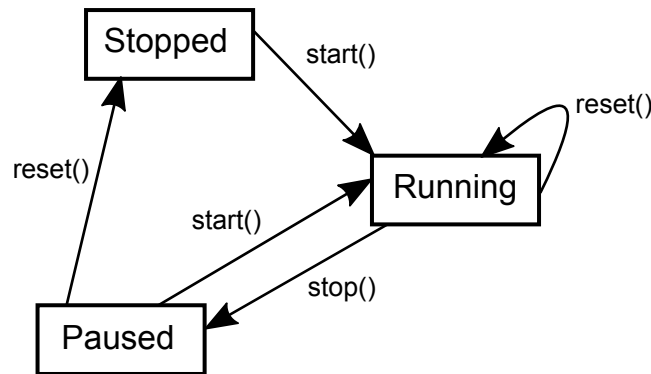 Stopped
start()
reset()
reset()
Running
start()
stop()
Paused